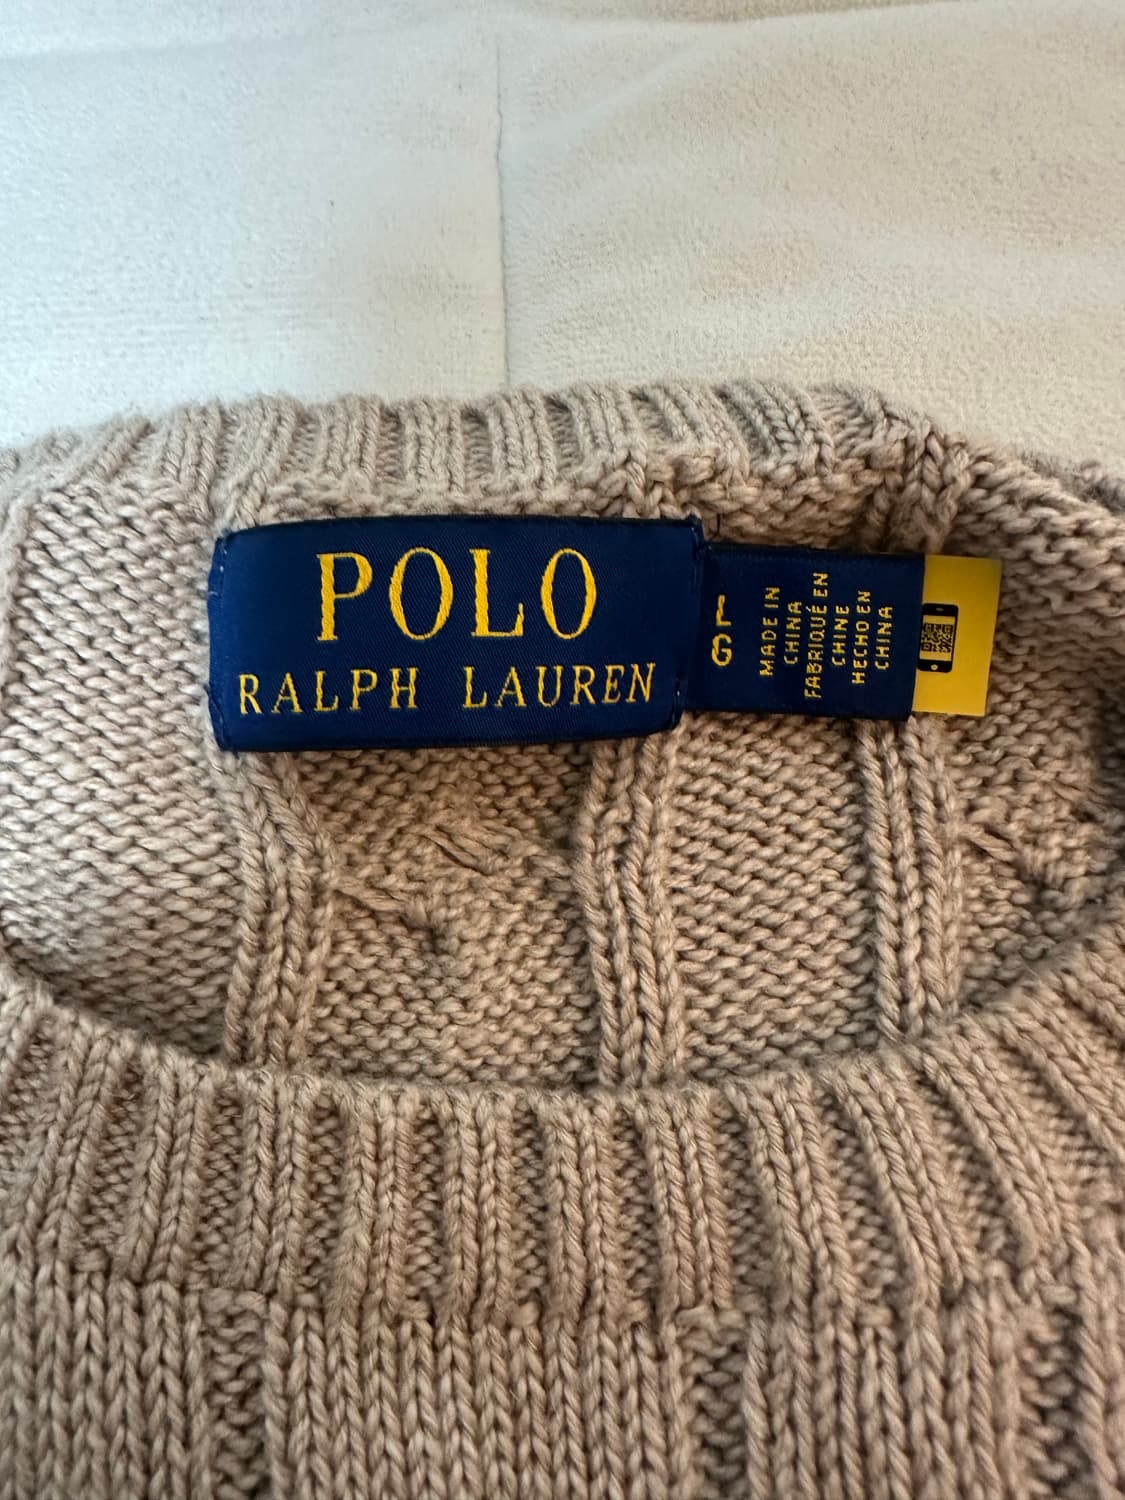 POLO
RALPH LAUREN
L
G
MADE IN
CHINA
FABRIQUÉ EN
CHINE
HECHO EN
CHINA